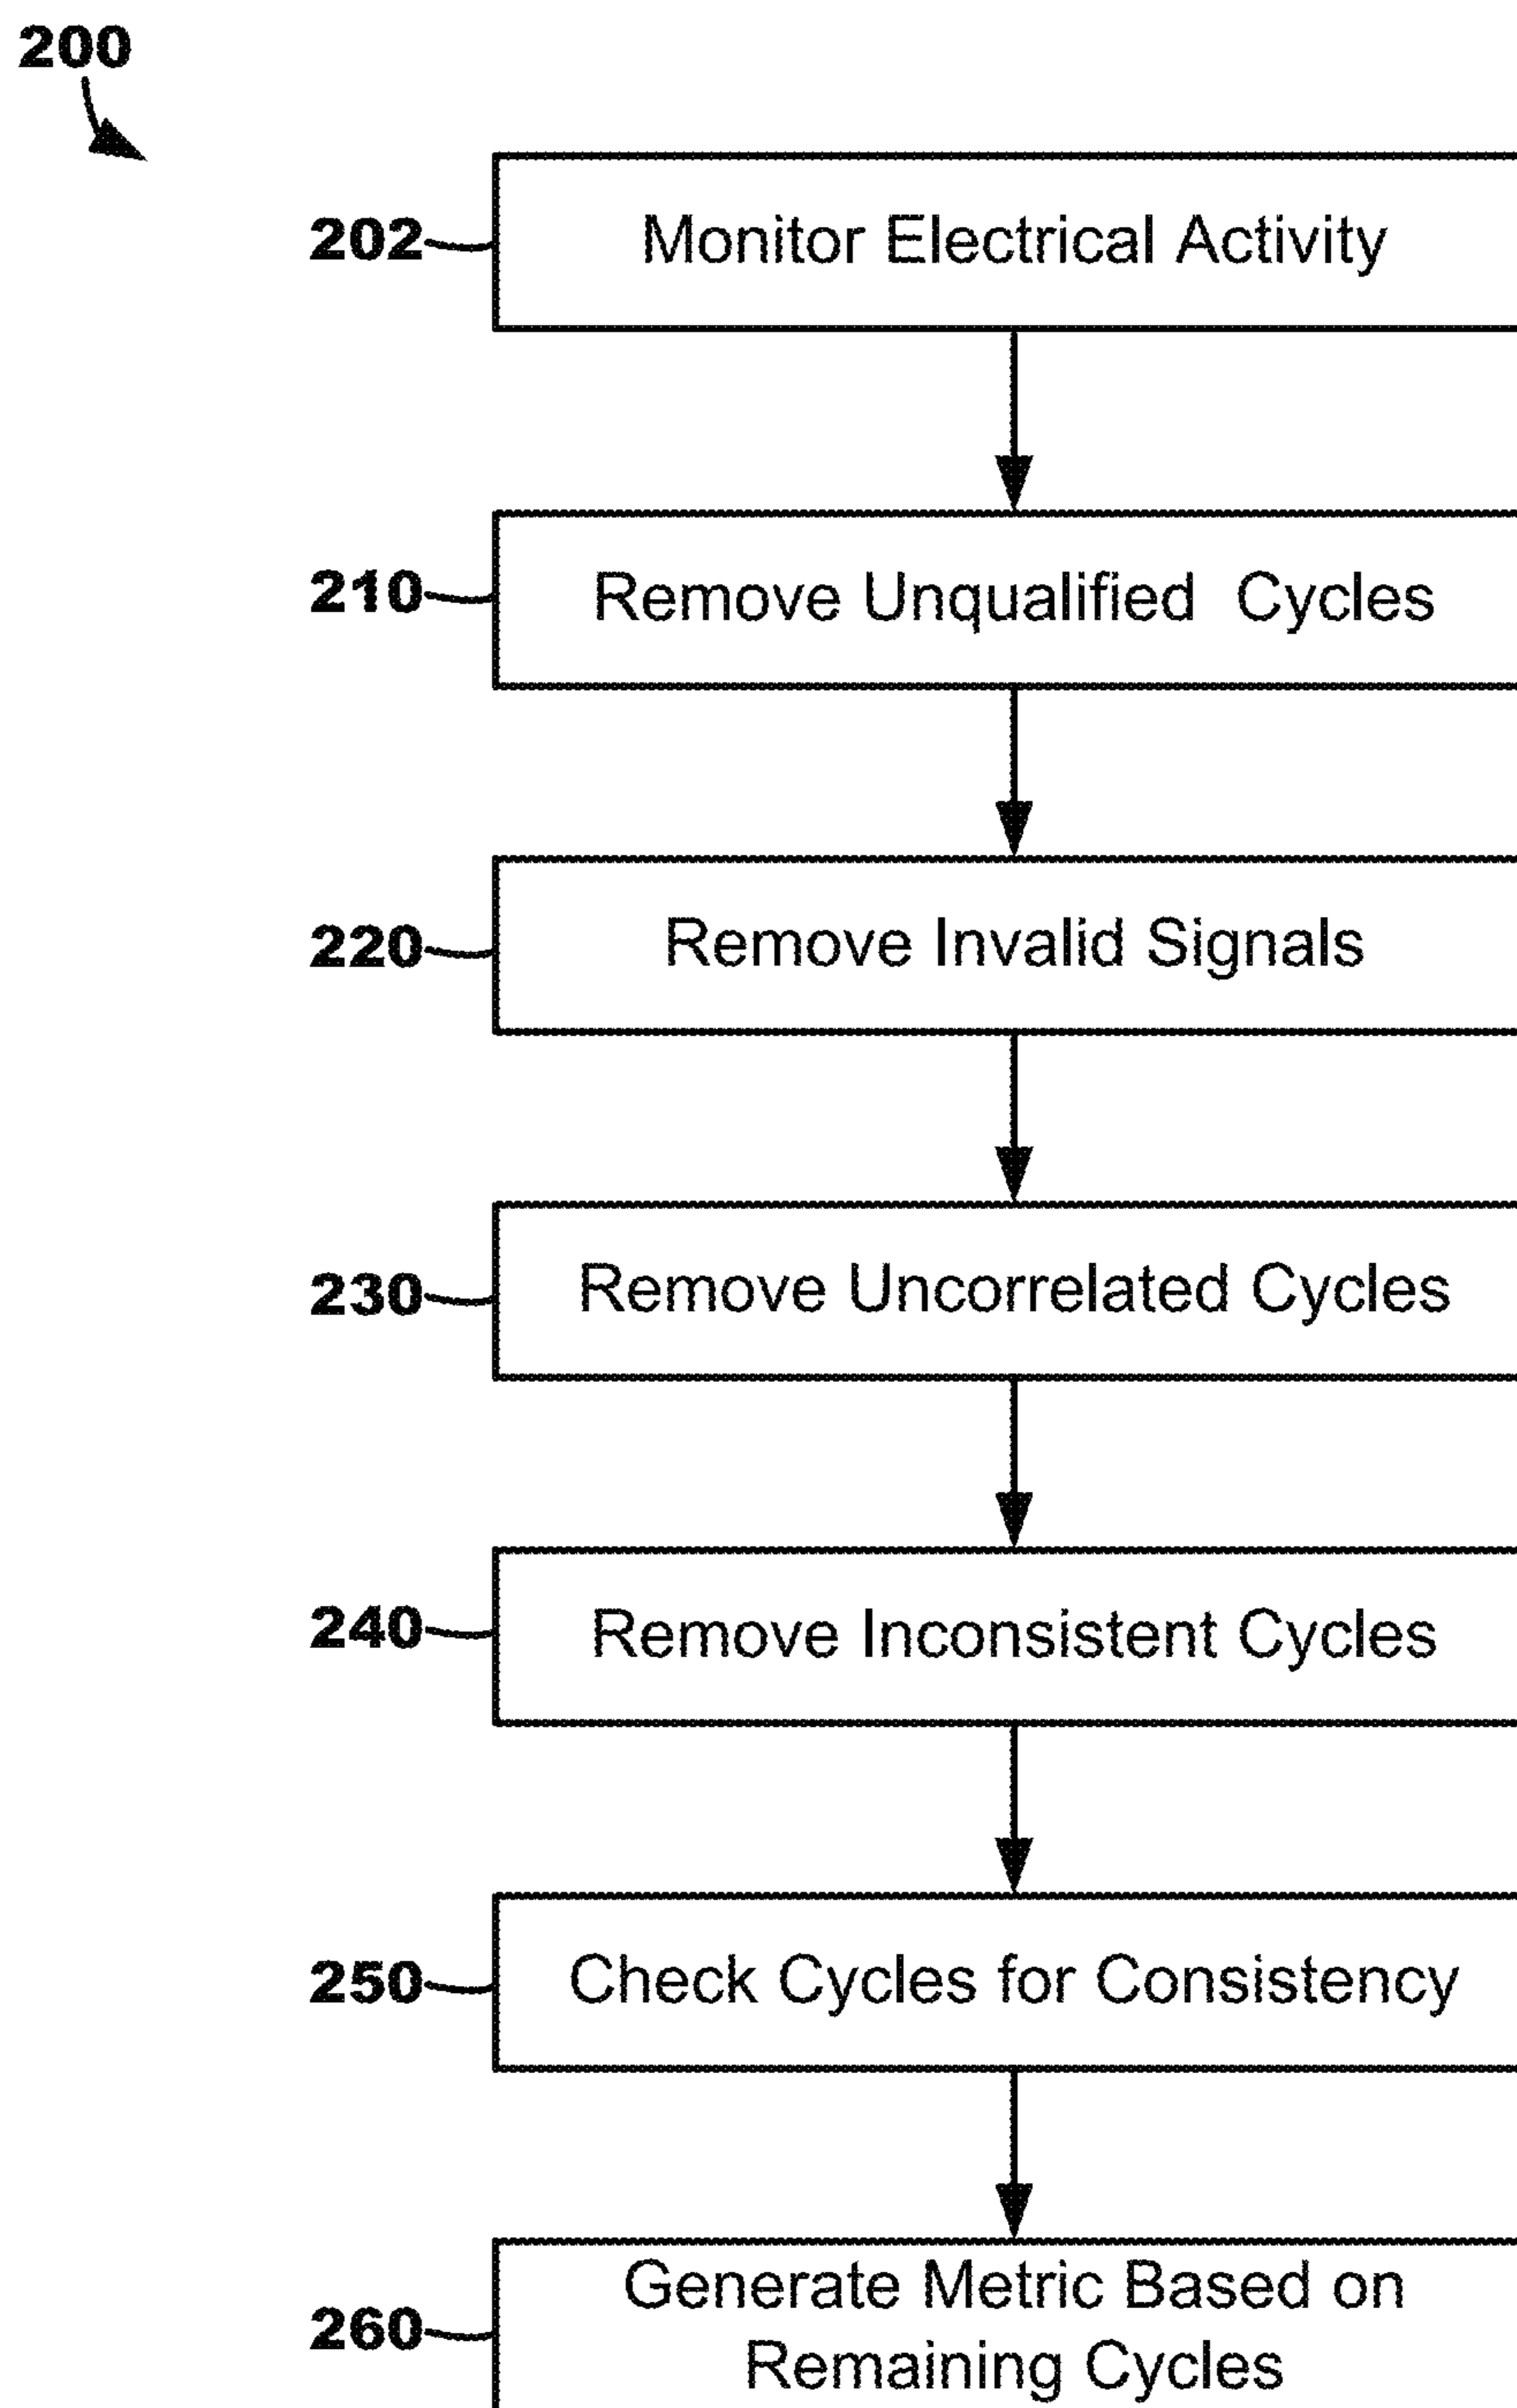 200
202 Monitor Electrical Activity
210 Remove Unqualified Cycles
220 Remove Invalid Signals
230 Remove Uncorrelated Cycles
240 Remove Inconsistent Cycles
250 Check Cycles for Consistency
Generate Metric Based on
260
Remaining Cycles